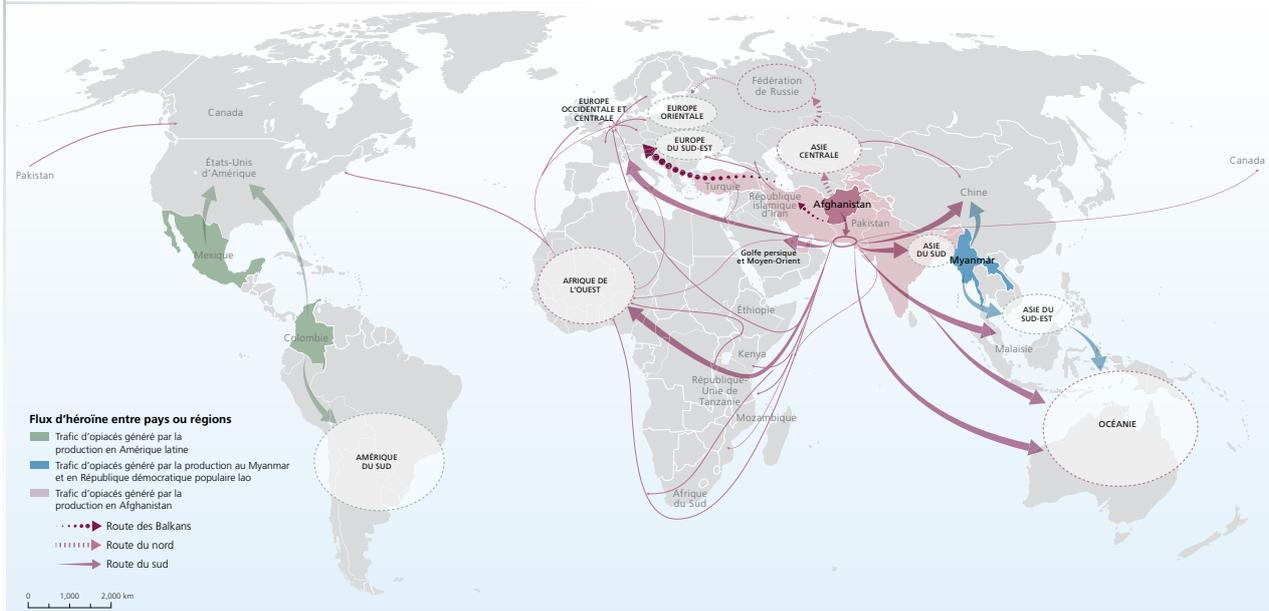 Canada
États-Unis
d'Amérique
Pakistan
Mexique
Colombie
AMÉRIQUE
DU SUD
EUROPE
OCCIDENTALE ET
CENTRALE
EUROPE
ORIENTALE
EUROPE
DU SUD-EST
Fédération
de Russie
ASIE
CENTRALE
Turquie
République
islamique
d'Iran
Afghanistan
Pakistan
Chine
Canada
Golfe persique
et Moyen-Orient
ASIE
DU SUD
Myanmar
AFRIQUE DE
L'OUEST
Éthiopie
Kenya
République-
Unie de
Tanzanie
Mozambique
Afrique
du Sud
ASIE DU
SUD-EST
Malaisie
OCÉANIE
Flux d'héroïne entre pays ou régions
Trafic d'opiacés généré par la
production en Amérique latine
Trafic d'opiacés généré par la production au Myanmar
et en République démocratique populaire lao
Trafic d'opiacés généré par la
production en Afghanistan
Route des Balkans
Route du nord
Route du sud
0 1,000 2,000 km